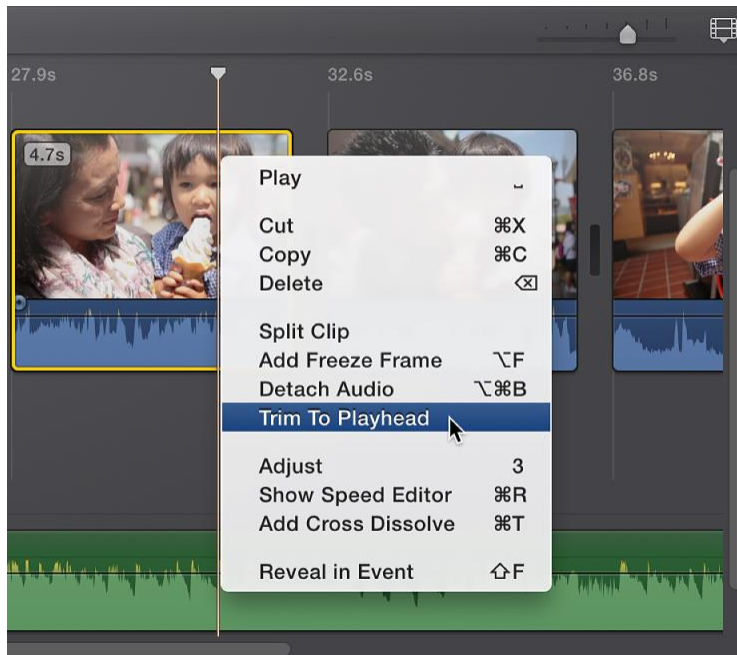 27.9s 32.6s 36.8s
4.7s
Play ⎵
Cut ⌘X
Copy ⌘C
Delete ⌫
Split Clip
Add Freeze Frame ⌥F
Detach Audio ⌥⌘B
Trim To Playhead
Adjust 3
Show Speed Editor ⌘R
Add Cross Dissolve ⌘T
Reveal in Event ⇧F